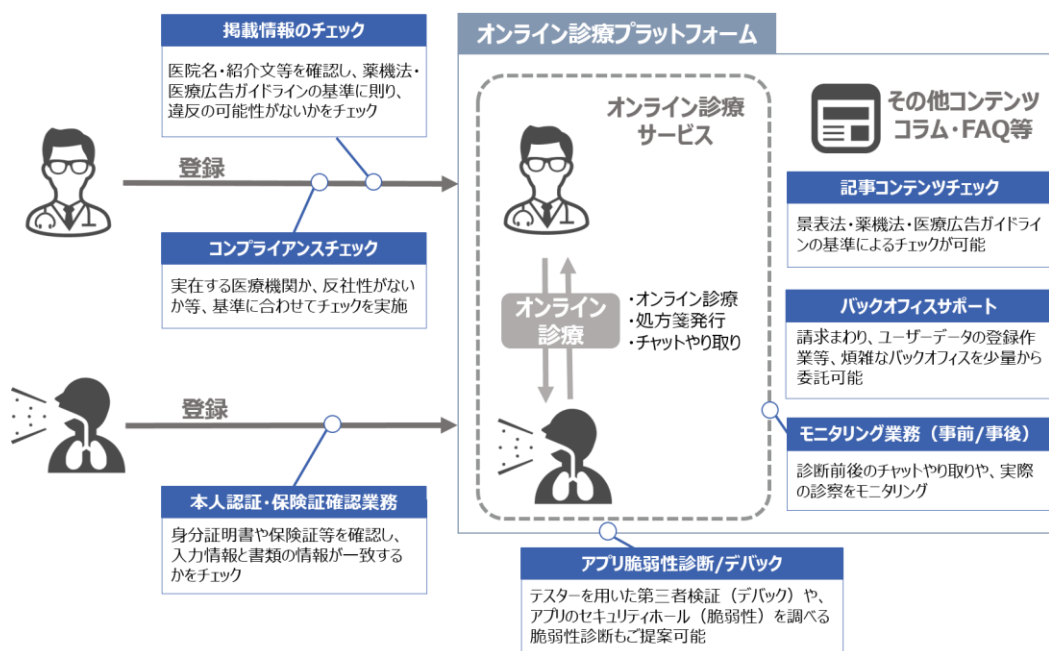 掲載情報のチェック
医院名・紹介文等を確認し、薬機法・
医療広告ガイドラインの基準に則り、
違反の可能性がないかをチェック
登録
コンプライアンスチェック
実在する医療機関か、反社性がない
か等、基準に合わせてチェックを実施
登録
本人認証・保険証確認業務
身分証明書や保険証等を確認し、
入力情報と書類の情報が一致する
かをチェック
オンライン診療プラットフォーム
オンライン診療
サービス
オンライン
診療
・オンライン診療
・処方箋発行
・チャットやり取り
その他コンテンツ
コラム・FAQ等
記事コンテンツチェック
景表法・薬機法・医療広告ガイドライ
ンの基準によるチェックが可能
バックオフィスサポート
請求まわり、ユーザーデータの登録作
業等、煩雑なバックオフィスを少量から
委託可能
モニタリング業務（事前/事後）
診断前後のチャットやり取りや、実際
の診察をモニタリング
アプリ脆弱性診断/デバック
テスターを用いた第三者検証（デバック）や、
アプリのセキュリティホール（脆弱性）を調べる
脆弱性診断もご提案可能